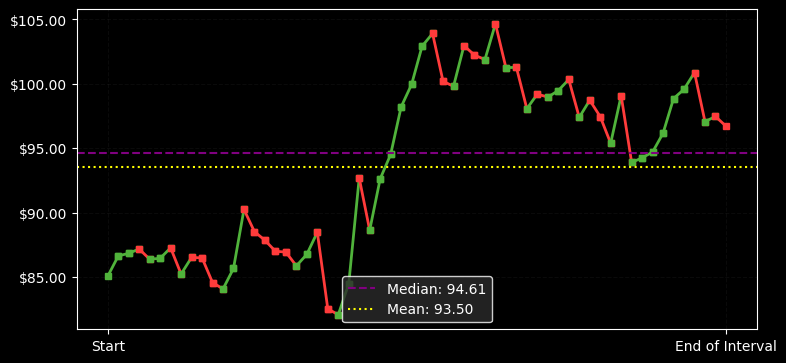 $105.00
$100.00
$95.00
$90.00
$85.00
Median: 94.61
Mean: 93.50
Start
End of Interval